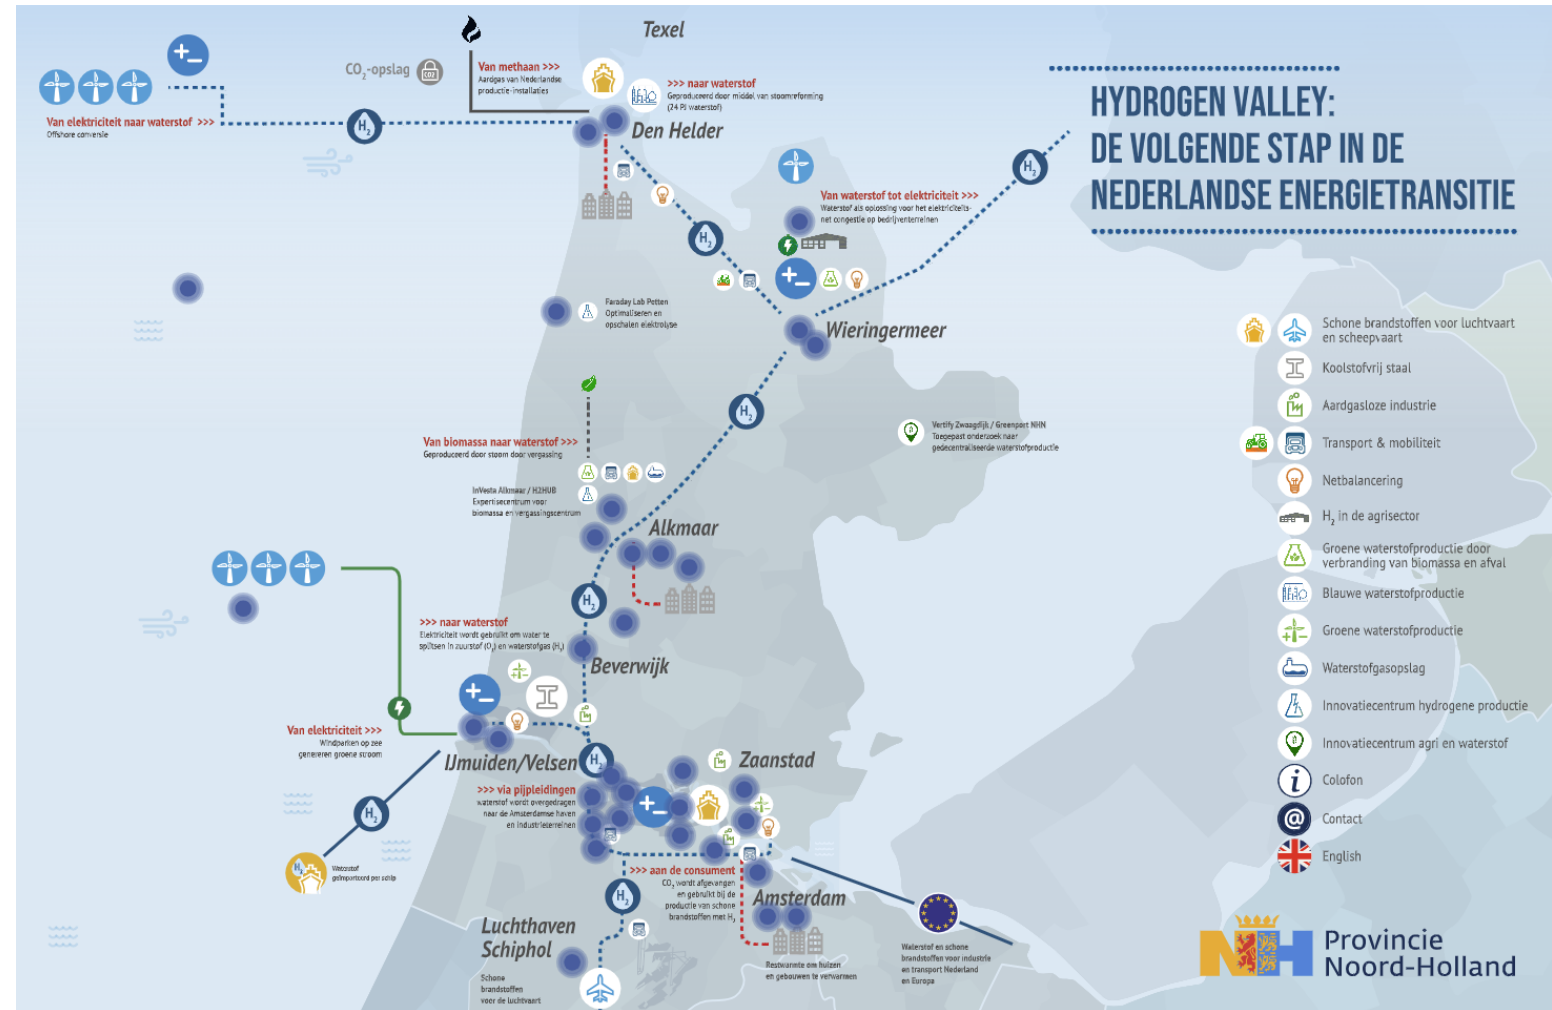 Texel
CO₂-opslag
CO2
Van methaan >>>
Aardgas van Nederlandse
productie-installaties
>>> naar waterstof
Geproduceerd door middel van stoomreforming
(24 PJ waterstof)
Den Helder
Van elektriciteit naar waterstof >>>
Offshore conversie
H₂
HYDROGEN VALLEY:
DE VOLGENDE STAP IN DE
NEDERLANDSE ENERGIETRANSITIE
H₂
Van waterstof tot elektriciteit >>>
Waterstof als oplossing voor het elektriciteits-
net congestie op bedrijventerreinen
H₂
Faraday Lab Petten
Optimaliseren en
opschalen elektrolyse
Wieringermeer
H₂
Vertify Zwaagdijk / Greenport NHN
Toegepast onderzoek naar
gedecentraliseerde waterstofproductie
Van biomassa naar waterstof >>>
Geproduceerd door stoom door vergassing
InVesta Alkmaar / H2HUB
Expertisecentrum voor
biomassa en vergassingscentrum
Alkmaar
H₂
>>> naar waterstof
Elektriciteit wordt gebruikt om water te
splitsen in zuurstof (O₂) en waterstofgas (H₂)
Beverwijk
Van elektriciteit >>>
Windparken op zee
genereren groene stroom
IJmuiden/Velsen
H₂
Zaanstad
>>> via pijpleidingen
waterstof wordt overgedragen
naar de Amsterdamse haven
en industrieterreinen
H₂
H₂
Waterstof
geïmporteerd per schip
>>> aan de consument
CO₂ wordt afgevangen
en gebruikt bij de
productie van schone
brandstoffen met H₂
H₂
Amsterdam
Restwarmte om huizen
en gebouwen te verwarmen
Luchthaven
Schiphol
Schone
brandstoffen
voor de luchtvaart
Waterstof en schone
brandstoffen voor industrie
en transport Nederland
en Europa
Schone brandstoffen voor luchtvaart
en scheepvaart
Koolstofvrij staal
Aardgasloze industrie
Transport & mobiliteit
Netbalancering
H₂ in de agrisector
Groene waterstofproductie door
verbranding van biomassa en afval
Blauwe waterstofproductie
Groene waterstofproductie
Waterstofgasopslag
Innovatiecentrum hydrogene productie
Innovatiecentrum agri en waterstof
i Colofon
@ Contact
English
NH Provincie
Noord-Holland